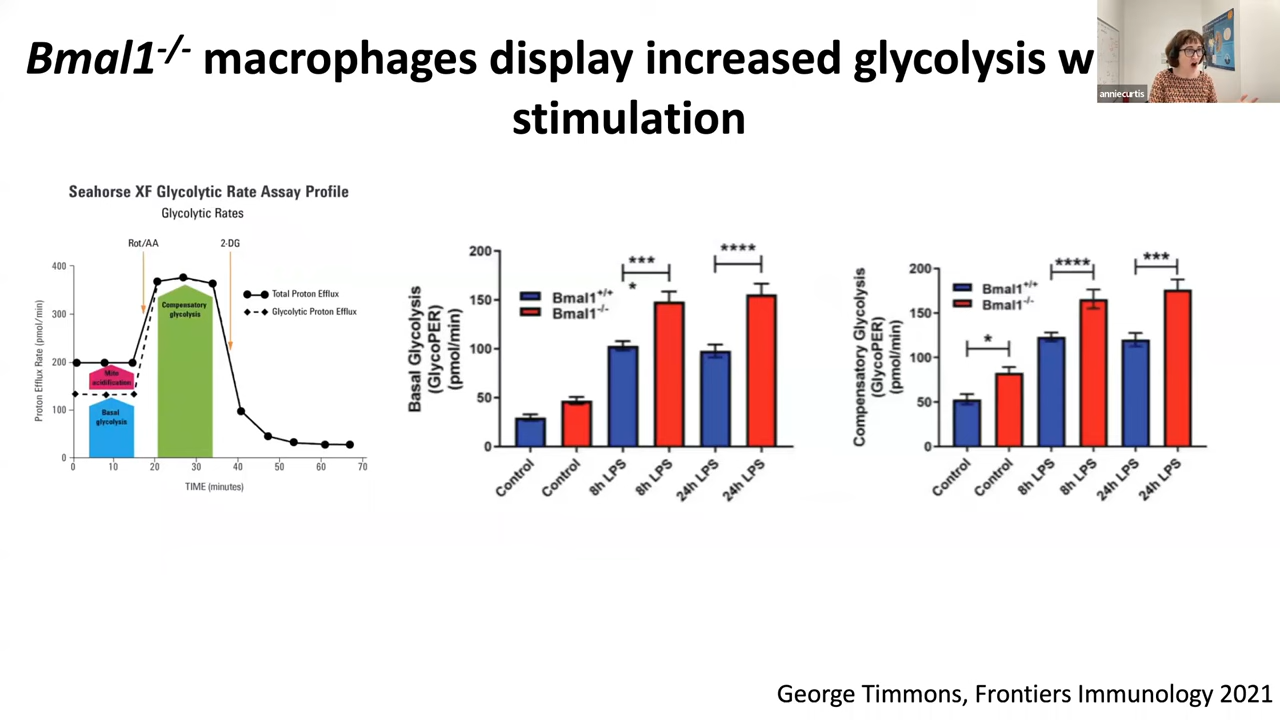 Bmal1-/- macrophages display increased glycolysis w
stimulation
anniecurtis
Seahorse XF Glycolytic Rate Assay Profile
Glycolytic Rates
Rot/AA
2-DG
400
300
200
100
0
Proton Efflux Rate (pmol/min)
Total Proton Efflux
Glycolytic Proton Efflux
Compensatory
glycolysis
Mito
acidification
Basal
glycolysis
0 10 20 30 40 50 60 70
TIME (minutes)
Basal Glycolysis
(GlycoPER)
(pmol/min)
200
150
100
50
0
Bmal1+/+
Bmal1-/-
***
*
****
Control
Control
8h LPS
8h LPS
24h LPS
24h LPS
Compensatory Glycolysis
(GlycoPER)
(pmol/min)
200
150
100
50
0
Bmal1+/+
Bmal1-/-
*
****
***
Control
Control
8h LPS
8h LPS
24h LPS
24h LPS
George Timmons, Frontiers Immunology 2021